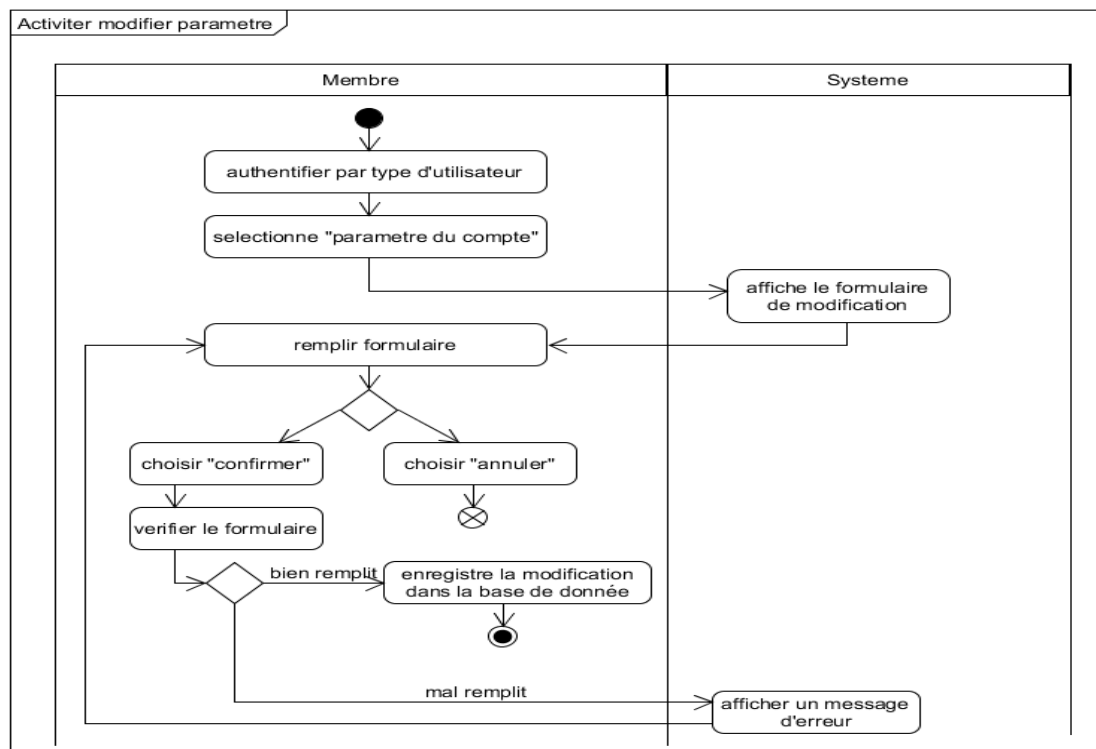 Activiter modifier parametre
Membre
Systeme
authentifier par type d'utilisateur
selectionne "parametre du compte"
affiche le formulaire
de modification
remplir formulaire
choisir "confirmer"
choisir "annuler"
verifier le formulaire
bien remplit
enregistre la modification
dans la base de donnée
mal remplit
afficher un message
d'erreur